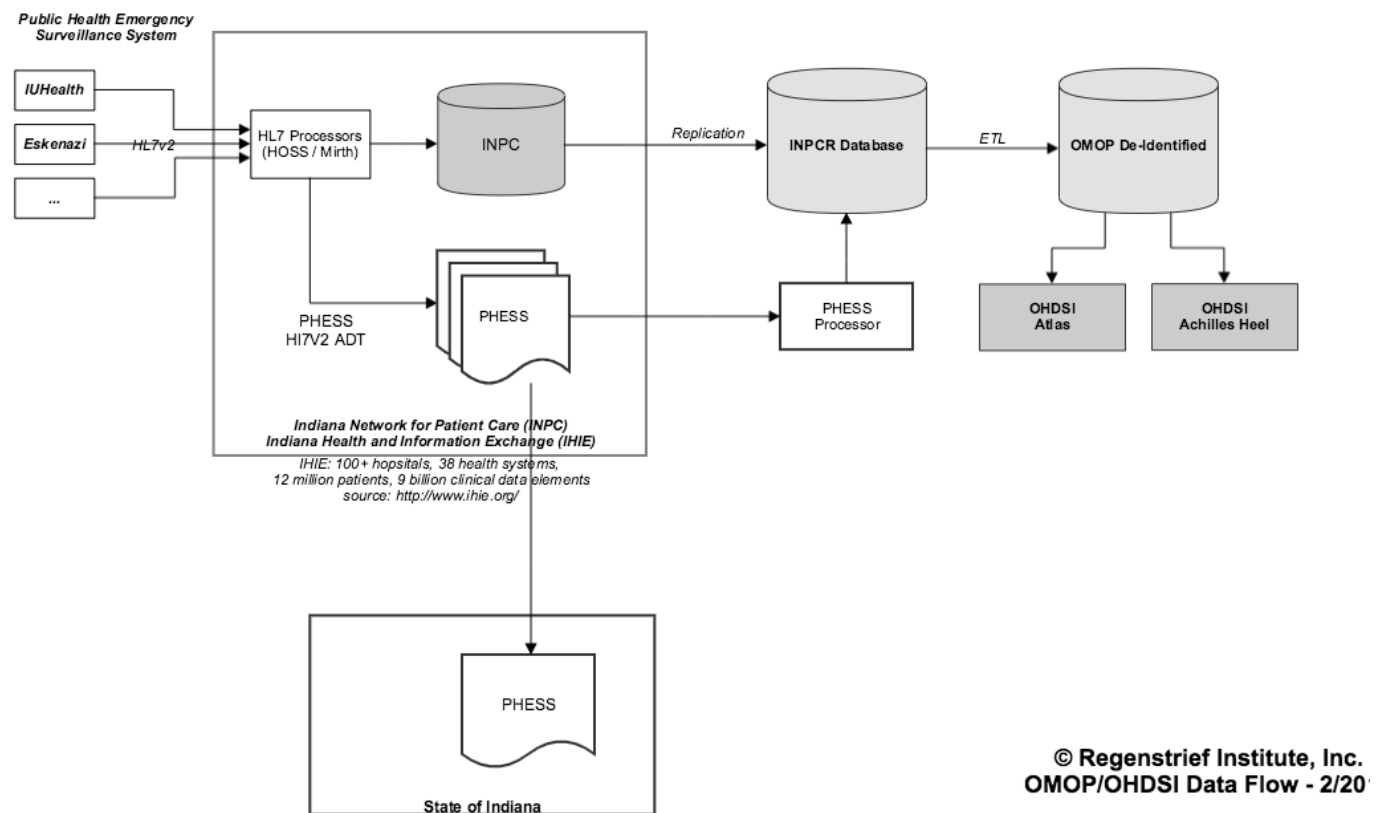 Public Health Emergency
Surveillance System
IUHealth
Eskenazi
...
HL7v2
HL7 Processors
(HOSS / Mirth)
INPC
Replication
INPCR Database
ETL
OMOP De-identified
PHESS
HI7V2 ADT
PHESS
PHESS
Processor
OHDSI
Atlas
OHDSI
Achilles Heel
Indiana Network for Patient Care (INPC)
Indiana Health and Information Exchange (IHIE)
IHIE: 100+ hopsitals, 38 health systems,
12 million patients, 9 billion clinical data elements
source: http://www.ihie.org/
PHESS
State of Indiana
© Regenstrief Institute, Inc.
OMOP/OHDSI Data Flow - 2/20